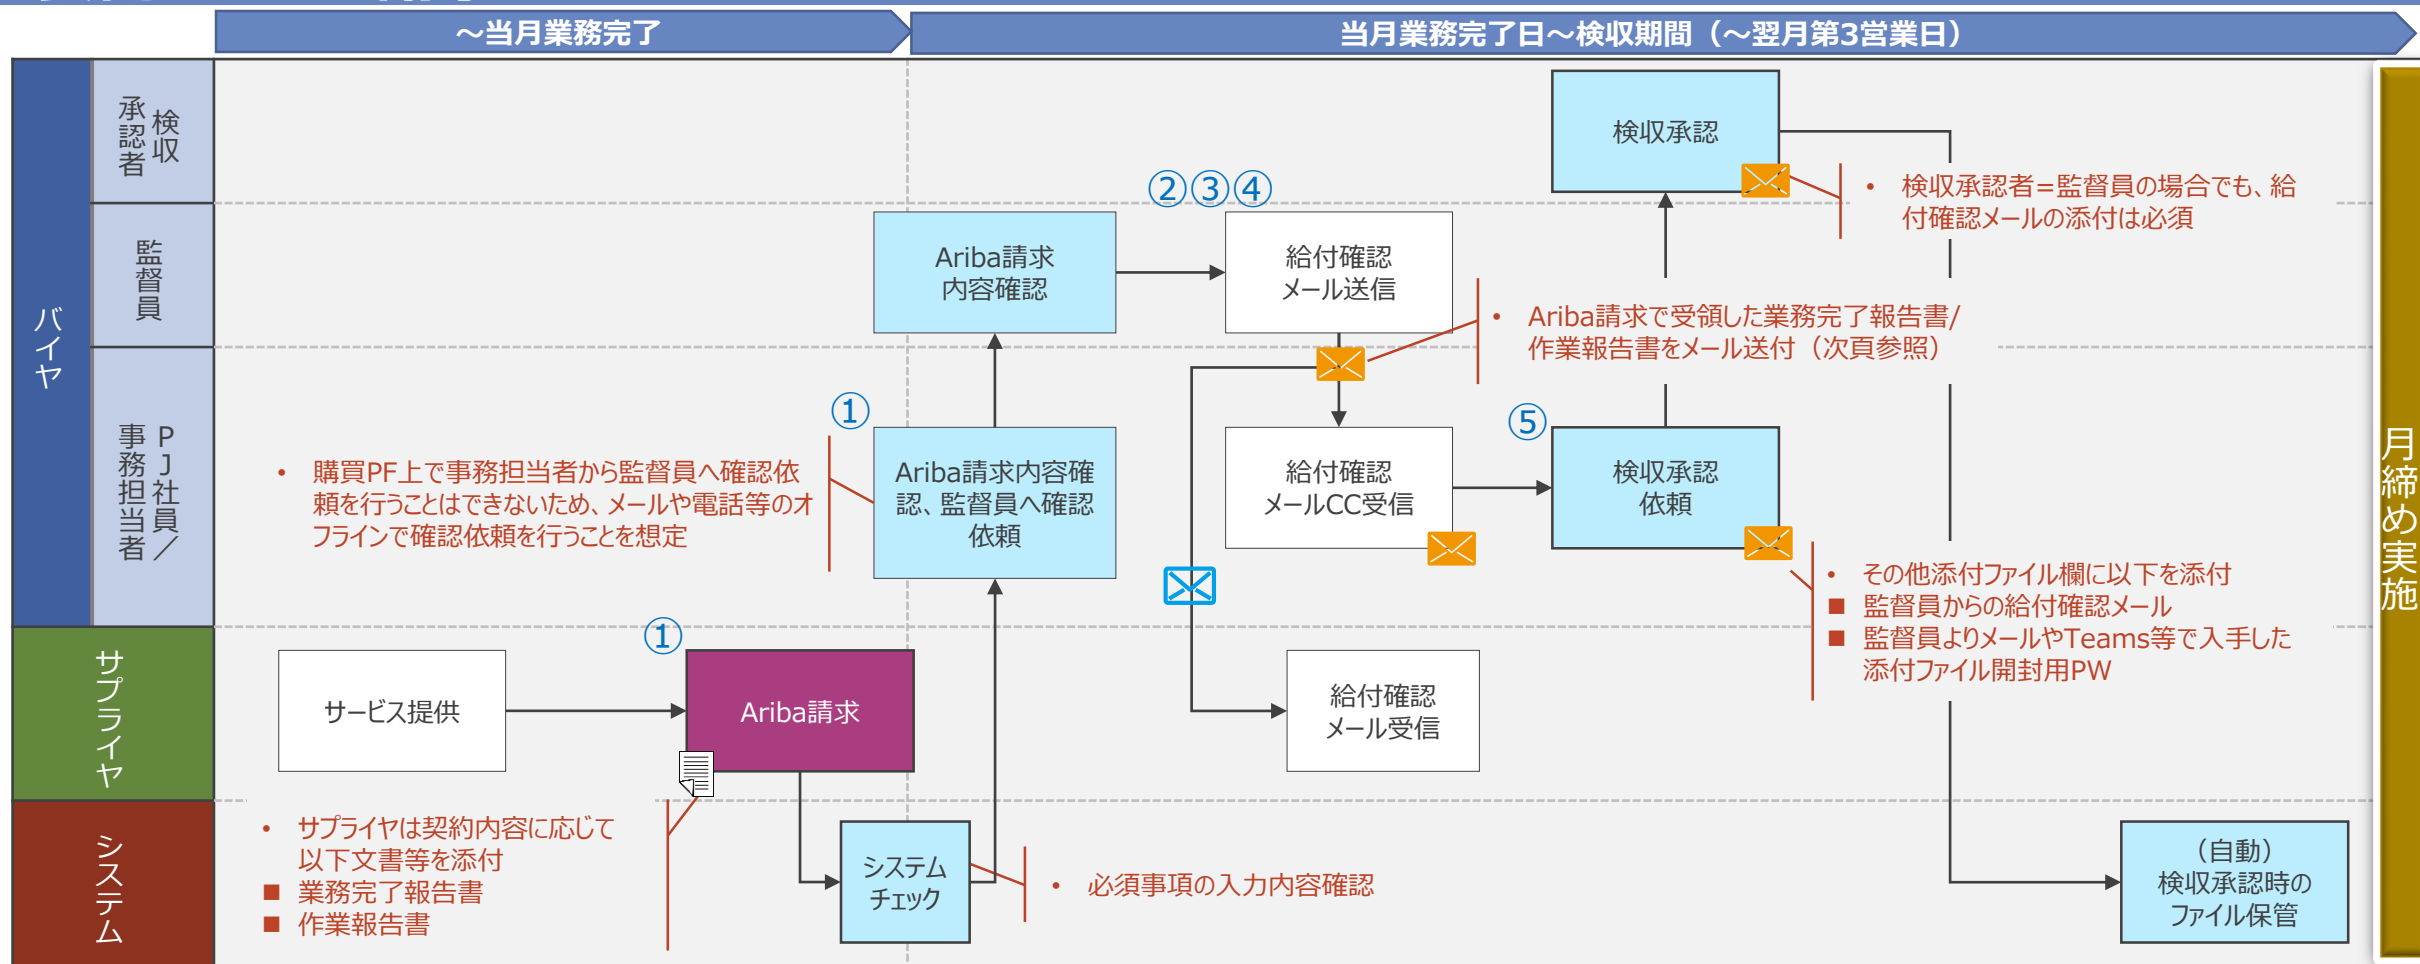 ～当月業務完了
当月業務完了日～検収期間（～翌月第3営業日）
バイヤ
検収
承認者
検収承認
• 検収承認者=監督員の場合でも、給
付確認メールの添付は必須
監督員
②③④
Ariba請求
内容確認
給付確認
メール送信
• Ariba請求で受領した業務完了報告書/
作業報告書をメール送付（次頁参照）
PJ社員／
事務担当者
• 購買PF上で事務担当者から監督員へ確認依
頼を行うことはできないため、メールや電話等のオ
フラインで確認依頼を行うことを想定
①
Ariba請求内容確
認、監督員へ確認
依頼
給付確認
メールCC受信
⑤
検収承認
依頼
• その他添付ファイル欄に以下を添付
■ 監督員からの給付確認メール
■ 監督員よりメールやTeams等で入手した
添付ファイル開封用PW
サプライヤ
サービス提供
①
Ariba請求
給付確認
メール受信
システム
• サプライヤは契約内容に応じて
以下文書等を添付
■ 業務完了報告書
■ 作業報告書
システム
チェック
• 必須事項の入力内容確認
（自動）
検収承認時の
ファイル保管
月締め実施